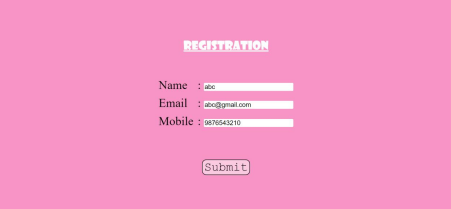 REGISTRATION
Name : abc
Email : abc@gmail.com
Mobile : 9876543210
Submit